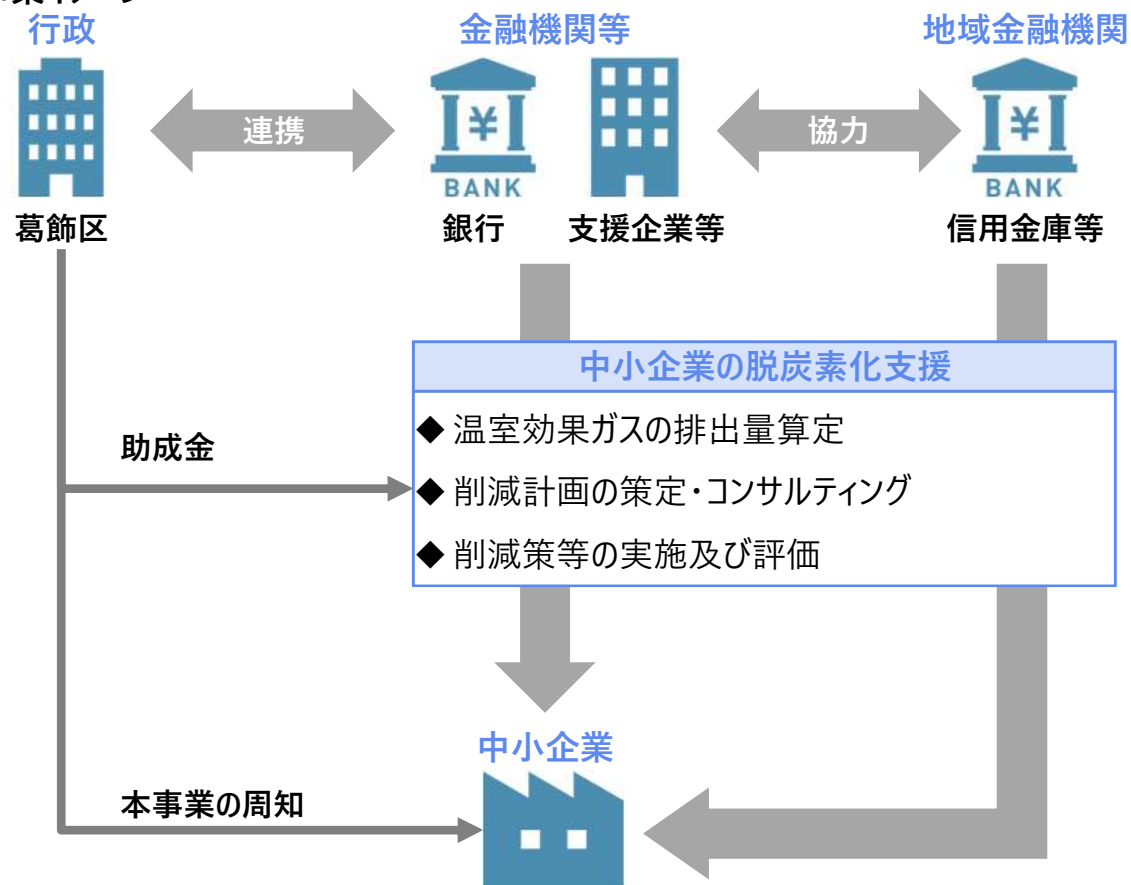 行政
金融機関等
地域金融機関
連携
¥
協力
¥
BANK
BANK
葛飾区
銀行
支援企業等
信用金庫等
中小企業の脱炭素化支援
◆ 温室効果ガスの排出量算定
助成金
◆ 削減計画の策定・コンサルティング
◆ 削減策等の実施及び評価
中小企業
本事業の周知